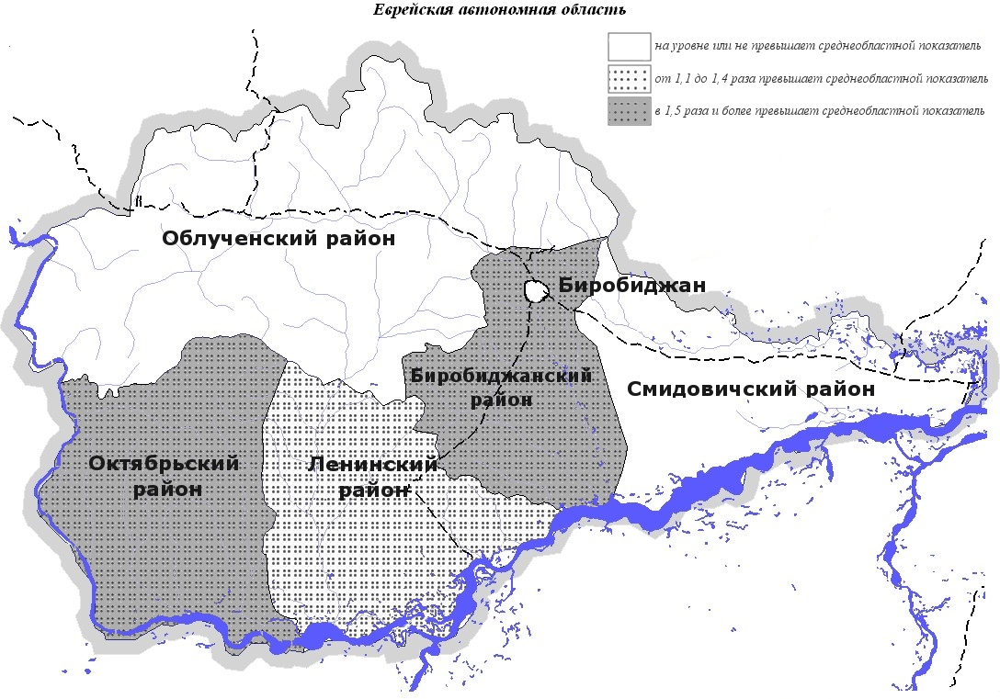 Еврейская автономная область
на уровне или не превышает среднеобластной показатель
от 1,1 до 1,4 раза превышает среднеобластной показатель
в 1,5 раза и более превышает среднеобластной показатель
Облученский район
Биробиджан
Биробиджанский
район
Смидовичский район
Октябрьский
район
Ленинский
район